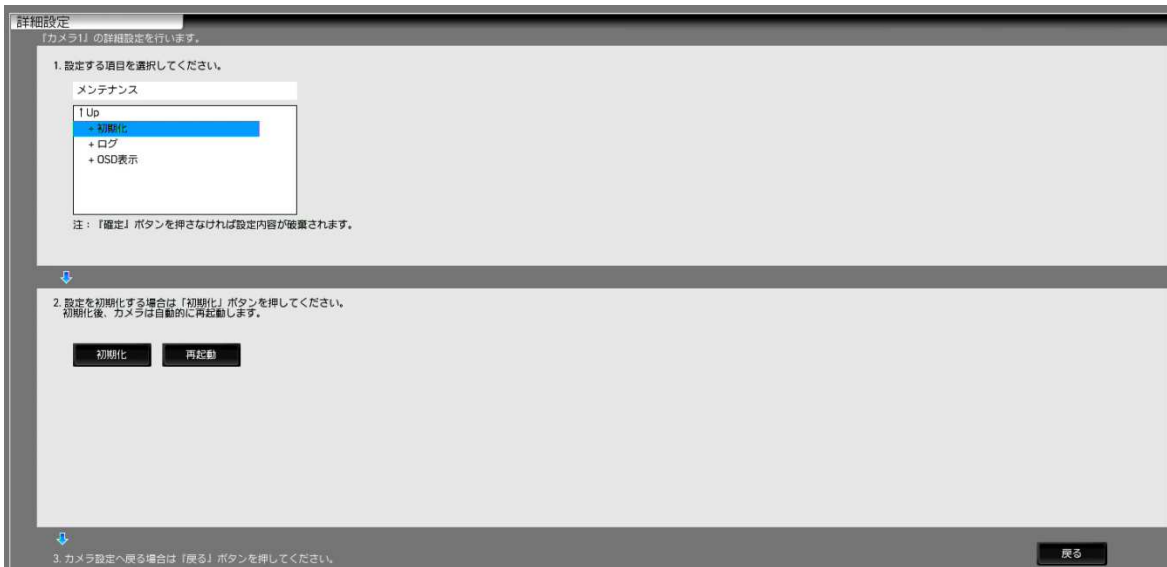 詳細設定
『カメラ1』の詳細設定を行います。
1. 設定する項目を選択してください。
メンテナンス
↑Up
+ 初期化
+ ログ
+ OSD表示
注：『確定』ボタンを押さなければ設定内容が破棄されます。
2. 設定を初期化する場合は「初期化」ボタンを押してください。
初期化後、カメラは自動的に再起動します。
初期化 再起動
3. カメラ設定へ戻る場合は『戻る』ボタンを押してください。
戻る